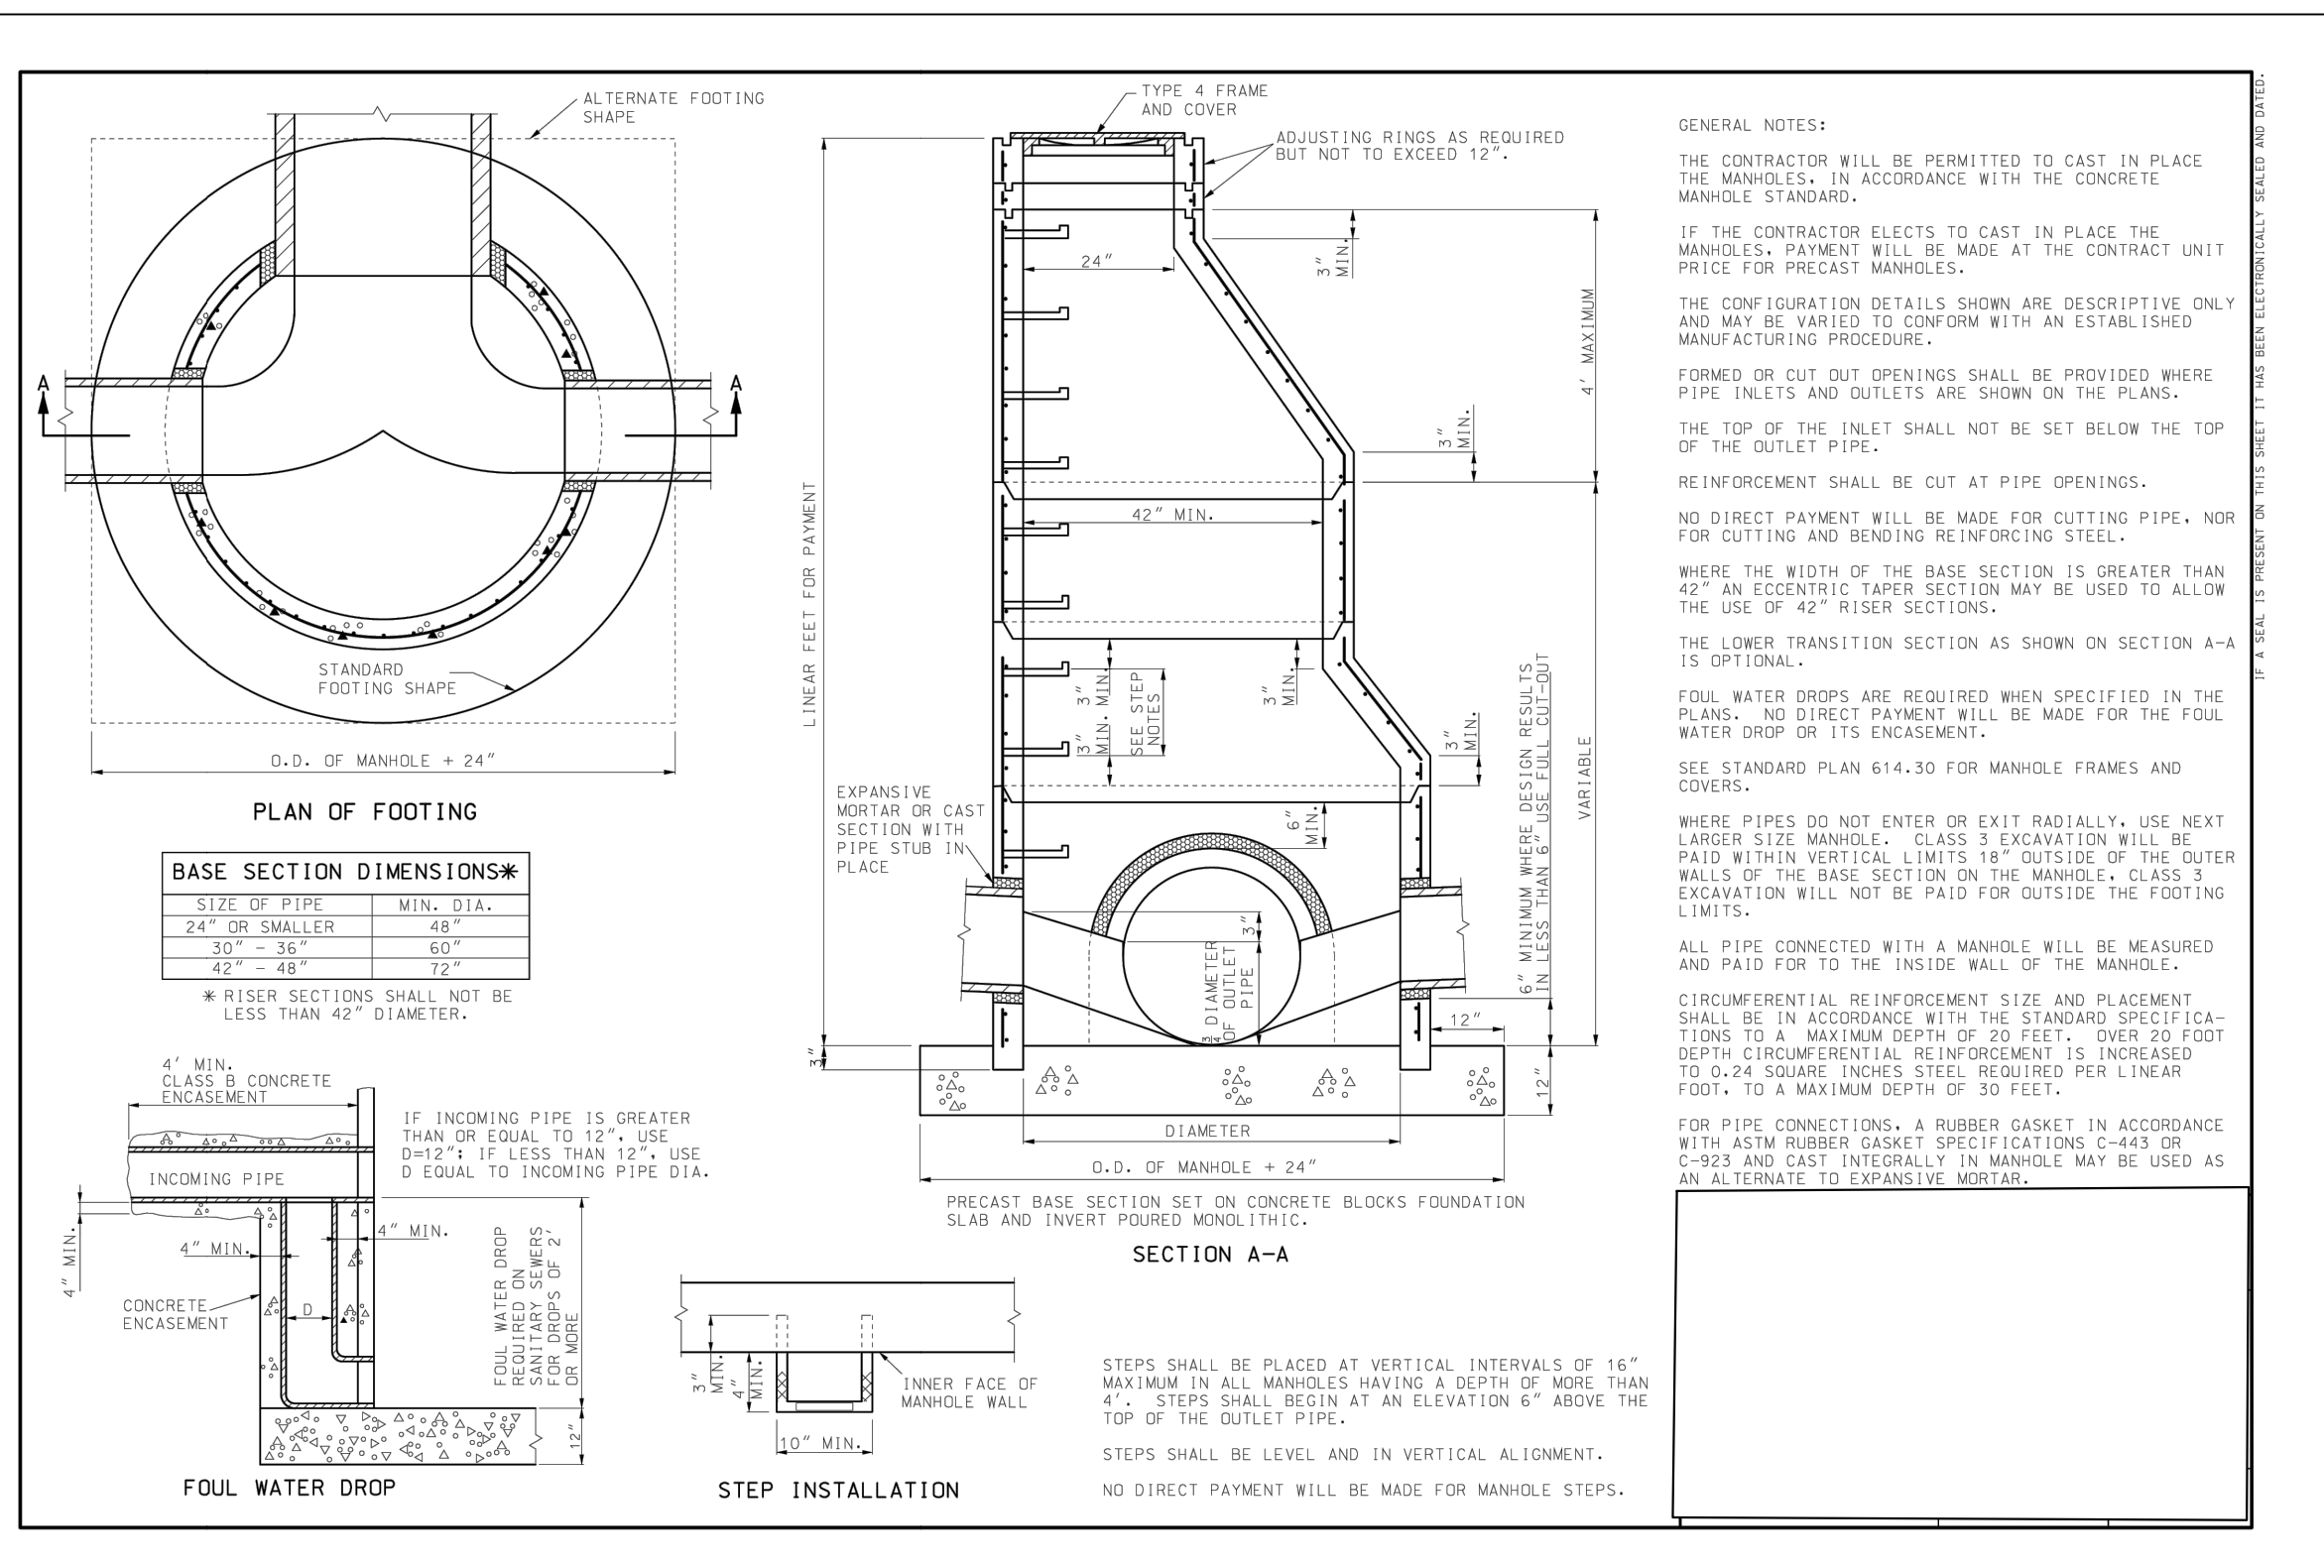 ALTERNATE FOOTING
SHAPE
A
A
STANDARD
FOOTING SHAPE
O.D. OF MANHOLE + 24"
PLAN OF FOOTING
BASE SECTION DIMENSIONS*
SIZE OF PIPE MIN. DIA.
24" OR SMALLER 48"
30" - 36" 60"
42" - 48" 72"
* RISER SECTIONS SHALL NOT BE
LESS THAN 42" DIAMETER.
4' MIN.
CLASS B CONCRETE
ENCASEMENT
IF INCOMING PIPE IS GREATER
THAN OR EQUAL TO 12", USE
D=12"; IF LESS THAN 12", USE
D EQUAL TO INCOMING PIPE DIA.
INCOMING PIPE
4" MIN.
4" MIN.
4" MIN.
CONCRETE
ENCASEMENT
D
FOUL WATER DROP
REQUIRED ON
SANITARY SEWERS
FOR DROPS OF 2'
OR MORE
12"
FOUL WATER DROP
TYPE 4 FRAME
AND COVER
ADJUSTING RINGS AS REQUIRED
BUT NOT TO EXCEED 12".
24"
3"
MIN.
4' MAXIMUM
3"
MIN.
LINEAR FEET FOR PAYMENT
42" MIN.
3"
MIN.
3"
MIN.
SEE STEP
NOTES
3"
MIN.
3"
MIN.
6"
MIN.
EXPANSIVE
MORTAR OR CAST
SECTION WITH
PIPE STUB IN
PLACE
6" MINIMUM WHERE DESIGN RESULTS
IN LESS THAN 6" USE FULL CUT-OUT
VARIABLE
3"
3/4 DIAMETER
OF OUTLET
PIPE
3"
12"
12"
DIAMETER
O.D. OF MANHOLE + 24"
PRECAST BASE SECTION SET ON CONCRETE BLOCKS FOUNDATION
SLAB AND INVERT POURED MONOLITHIC.
SECTION A-A
3"
MIN.
4"
MIN.
INNER FACE OF
MANHOLE WALL
10" MIN.
STEP INSTALLATION
STEPS SHALL BE PLACED AT VERTICAL INTERVALS OF 16"
MAXIMUM IN ALL MANHOLES HAVING A DEPTH OF MORE THAN
4'. STEPS SHALL BEGIN AT AN ELEVATION 6" ABOVE THE
TOP OF THE OUTLET PIPE.
STEPS SHALL BE LEVEL AND IN VERTICAL ALIGNMENT.
NO DIRECT PAYMENT WILL BE MADE FOR MANHOLE STEPS.
GENERAL NOTES:
THE CONTRACTOR WILL BE PERMITTED TO CAST IN PLACE
THE MANHOLES, IN ACCORDANCE WITH THE CONCRETE
MANHOLE STANDARD.
IF THE CONTRACTOR ELECTS TO CAST IN PLACE THE
MANHOLES, PAYMENT WILL BE MADE AT THE CONTRACT UNIT
PRICE FOR PRECAST MANHOLES.
THE CONFIGURATION DETAILS SHOWN ARE DESCRIPTIVE ONLY
AND MAY BE VARIED TO CONFORM WITH AN ESTABLISHED
MANUFACTURING PROCEDURE.
FORMED OR CUT OUT OPENINGS SHALL BE PROVIDED WHERE
PIPE INLETS AND OUTLETS ARE SHOWN ON THE PLANS.
THE TOP OF THE INLET SHALL NOT BE SET BELOW THE TOP
OF THE OUTLET PIPE.
REINFORCEMENT SHALL BE CUT AT PIPE OPENINGS.
NO DIRECT PAYMENT WILL BE MADE FOR CUTTING PIPE, NOR
FOR CUTTING AND BENDING REINFORCING STEEL.
WHERE THE WIDTH OF THE BASE SECTION IS GREATER THAN
42" AN ECCENTRIC TAPER SECTION MAY BE USED TO ALLOW
THE USE OF 42" RISER SECTIONS.
THE LOWER TRANSITION SECTION AS SHOWN ON SECTION A-A
IS OPTIONAL.
FOUL WATER DROPS ARE REQUIRED WHEN SPECIFIED IN THE
PLANS. NO DIRECT PAYMENT WILL BE MADE FOR THE FOUL
WATER DROP OR ITS ENCASEMENT.
SEE STANDARD PLAN 614.30 FOR MANHOLE FRAMES AND
COVERS.
WHERE PIPES DO NOT ENTER OR EXIT RADIALLY, USE NEXT
LARGER SIZE MANHOLE. CLASS 3 EXCAVATION WILL BE
PAID WITHIN VERTICAL LIMITS 18" OUTSIDE OF THE OUTER
WALLS OF THE BASE SECTION ON THE MANHOLE, CLASS 3
EXCAVATION WILL NOT BE PAID FOR OUTSIDE THE FOOTING
LIMITS.
ALL PIPE CONNECTED WITH A MANHOLE WILL BE MEASURED
AND PAID FOR TO THE INSIDE WALL OF THE MANHOLE.
CIRCUMFERENTIAL REINFORCEMENT SIZE AND PLACEMENT
SHALL BE IN ACCORDANCE WITH THE STANDARD SPECIFICA-
TIONS TO A MAXIMUM DEPTH OF 20 FEET. OVER 20 FOOT
DEPTH CIRCUMFERENTIAL REINFORCEMENT IS INCREASED
TO 0.24 SQUARE INCHES STEEL REQUIRED PER LINEAR
FOOT, TO A MAXIMUM DEPTH OF 30 FEET.
FOR PIPE CONNECTIONS, A RUBBER GASKET IN ACCORDANCE
WITH ASTM RUBBER GASKET SPECIFICATIONS C-443 OR
C-923 AND CAST INTEGRALLY IN MANHOLE MAY BE USED AS
AN ALTERNATE TO EXPANSIVE MORTAR.
IF A SEAL IS PRESENT ON THIS SHEET IT HAS BEEN ELECTRONICALLY SEALED AND DATED.